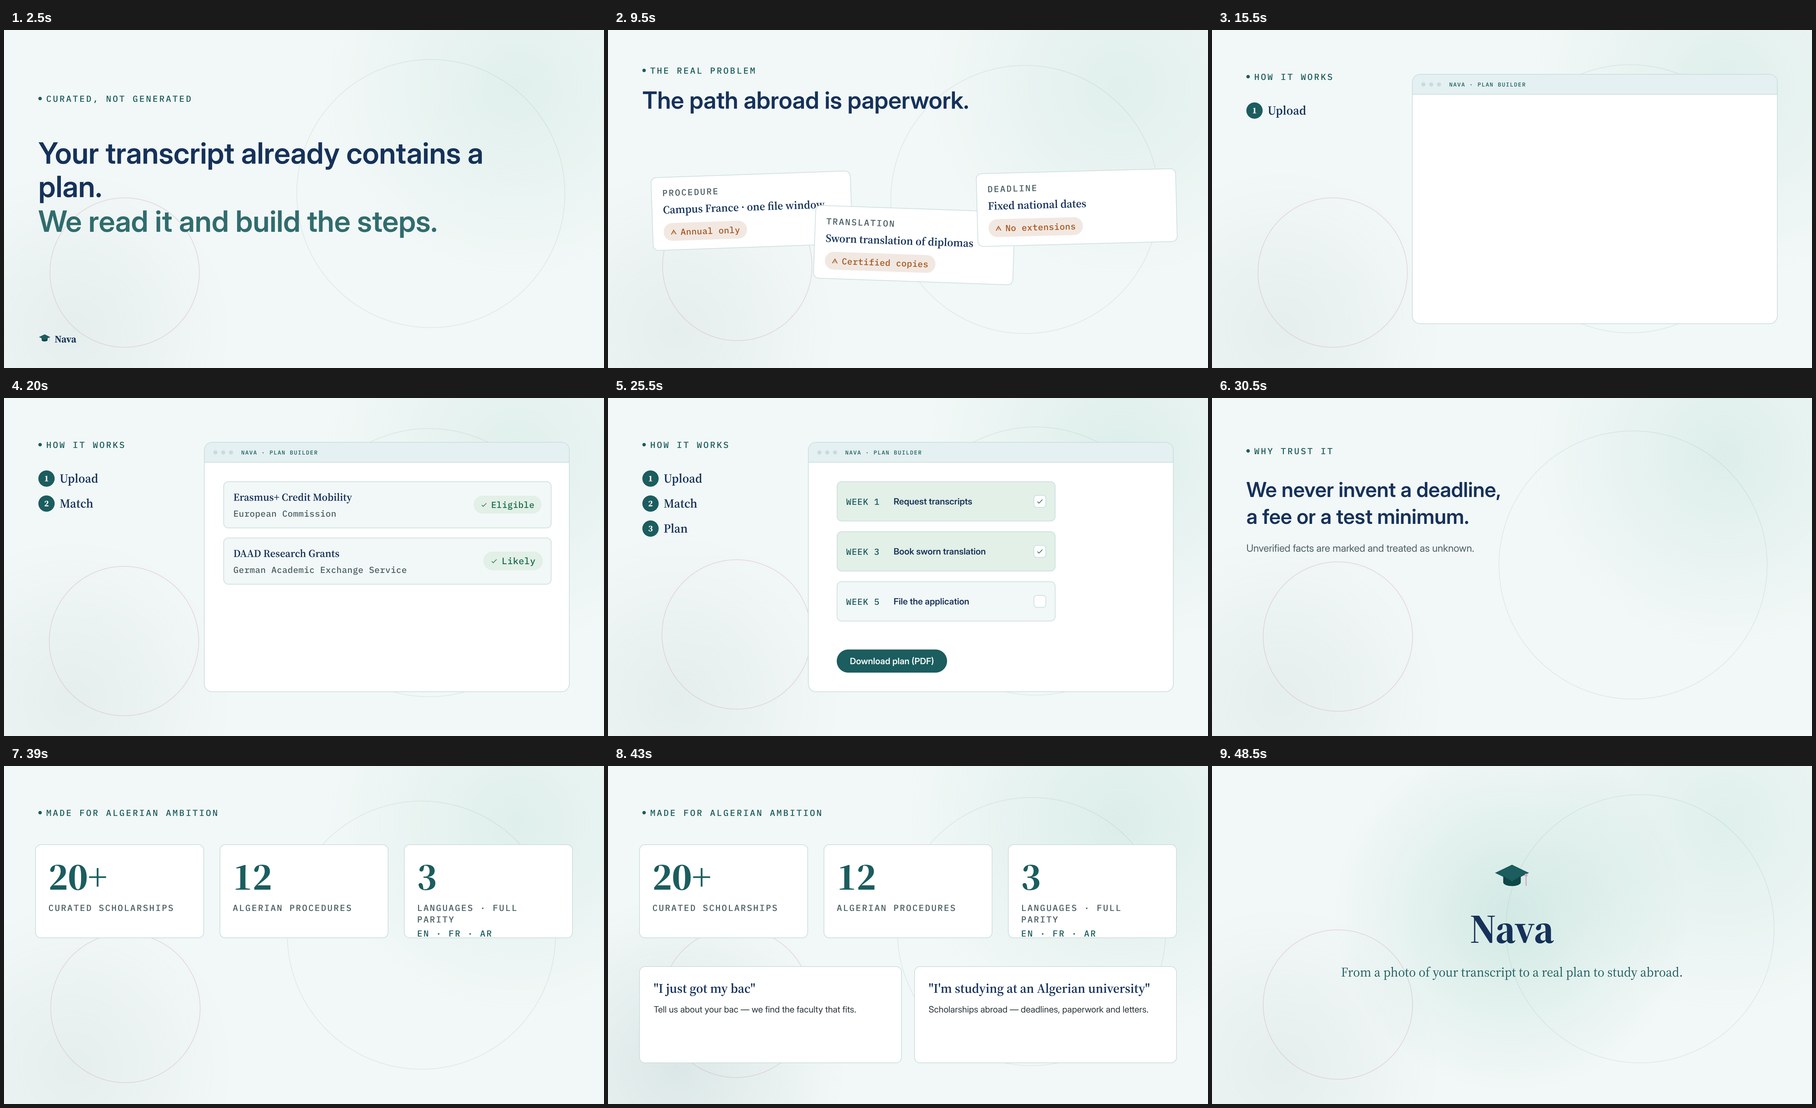 1. 2.5s
CURATED, NOT GENERATED
Your transcript already contains a
plan.
We read it and build the steps.
Nava
2. 9.5s
THE REAL PROBLEM
The path abroad is paperwork.
PROCEDURE
Campus France · one file window
Annual only
TRANSLATION
Sworn translation of diplomas
Certified copies
DEADLINE
Fixed national dates
No extensions
3. 15.5s
HOW IT WORKS
1 Upload
NAVA · PLAN BUILDER
4. 20s
HOW IT WORKS
1 Upload
2 Match
NAVA · PLAN BUILDER
Erasmus+ Credit Mobility
European Commission
✓ Eligible
DAAD Research Grants
German Academic Exchange Service
✓ Likely
5. 25.5s
HOW IT WORKS
1 Upload
2 Match
3 Plan
NAVA · PLAN BUILDER
WEEK 1 Request transcripts
WEEK 3 Book sworn translation
WEEK 5 File the application
Download plan (PDF)
6. 30.5s
WHY TRUST IT
We never invent a deadline,
a fee or a test minimum.
Unverified facts are marked and treated as unknown.
7. 39s
MADE FOR ALGERIAN AMBITION
20+
CURATED SCHOLARSHIPS
12
ALGERIAN PROCEDURES
3
LANGUAGES · FULL
PARITY
EN · FR · AR
8. 43s
MADE FOR ALGERIAN AMBITION
20+
CURATED SCHOLARSHIPS
12
ALGERIAN PROCEDURES
3
LANGUAGES · FULL
PARITY
EN · FR · AR
"I just got my bac"
Tell us about your bac — we find the faculty that fits.
"I'm studying at an Algerian university"
Scholarships abroad — deadlines, paperwork and letters.
9. 48.5s
Nava
From a photo of your transcript to a real plan to study abroad.